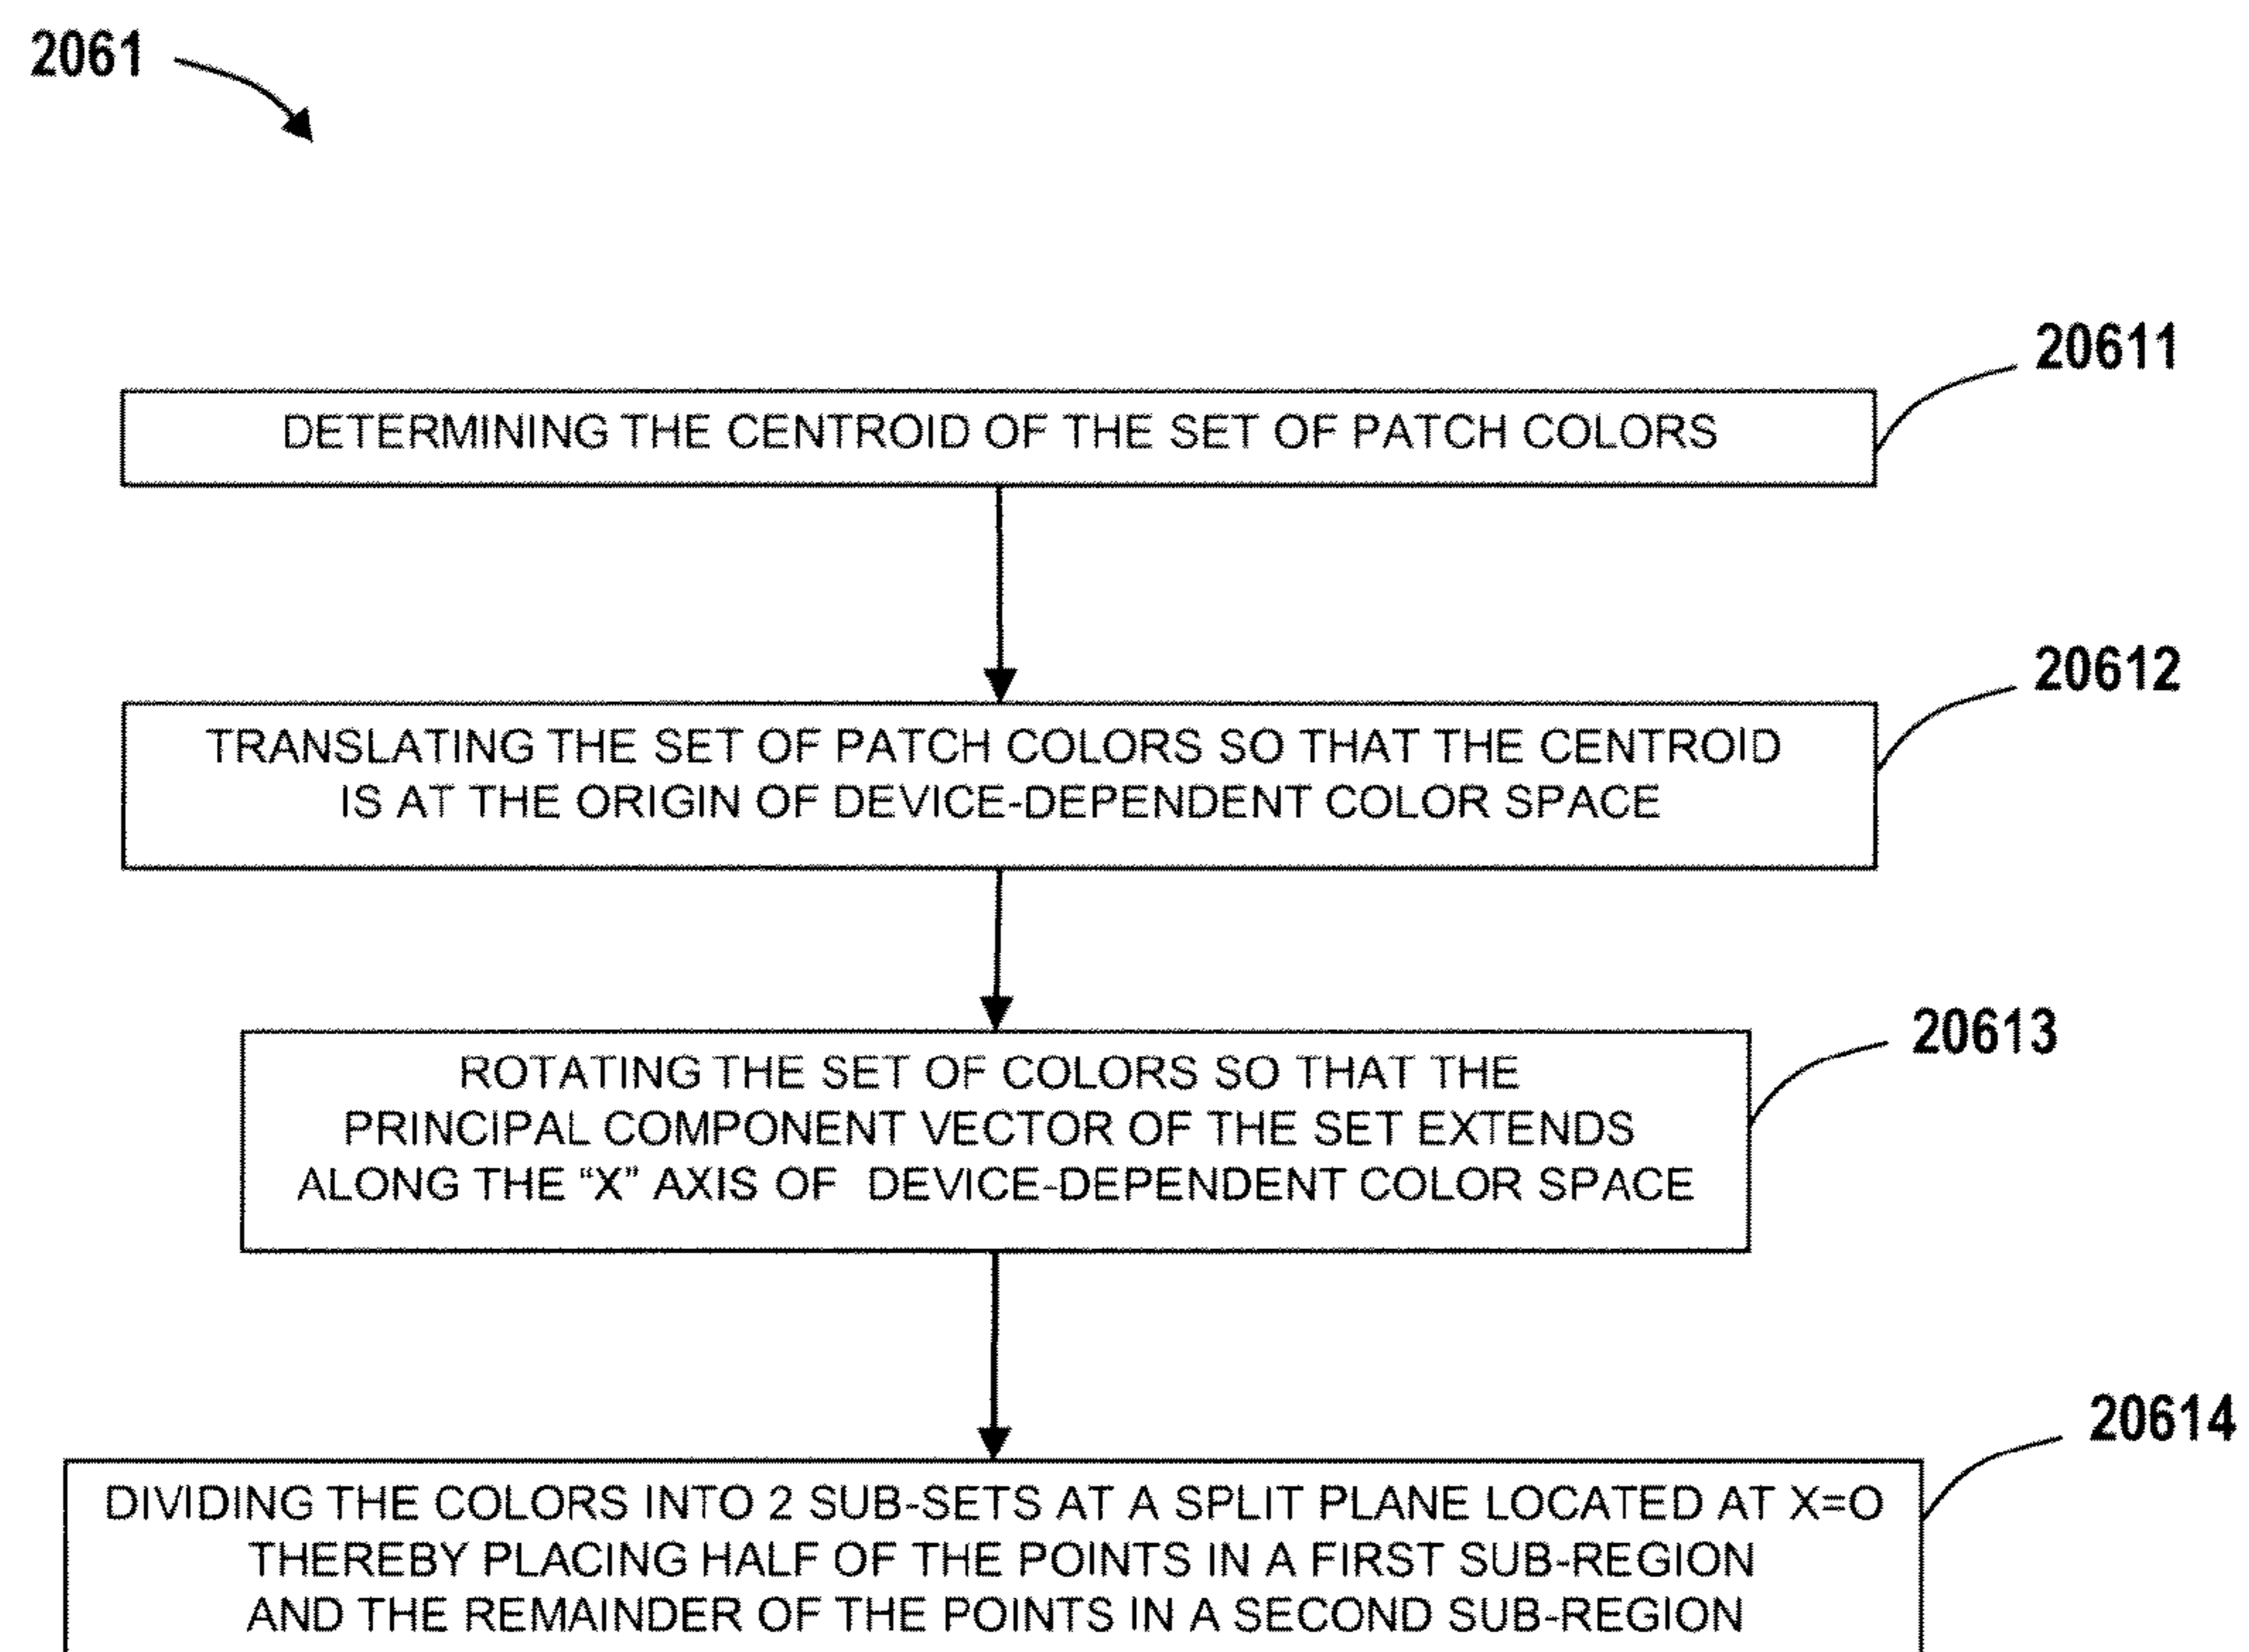 2061
20611
DETERMINING THE CENTROID OF THE SET OF PATCH COLORS
20612
TRANSLATING THE SET OF PATCH COLORS SO THAT THE CENTROID
IS AT THE ORIGIN OF DEVICE-DEPENDENT COLOR SPACE
20613
ROTATING THE SET OF COLORS SO THAT THE
PRINCIPAL COMPONENT VECTOR OF THE SET EXTENDS
ALONG THE “X” AXIS OF DEVICE-DEPENDENT COLOR SPACE
20614
DIVIDING THE COLORS INTO 2 SUB-SETS AT A SPLIT PLANE LOCATED AT X=O
THEREBY PLACING HALF OF THE POINTS IN A FIRST SUB-REGION
AND THE REMAINDER OF THE POINTS IN A SECOND SUB-REGION